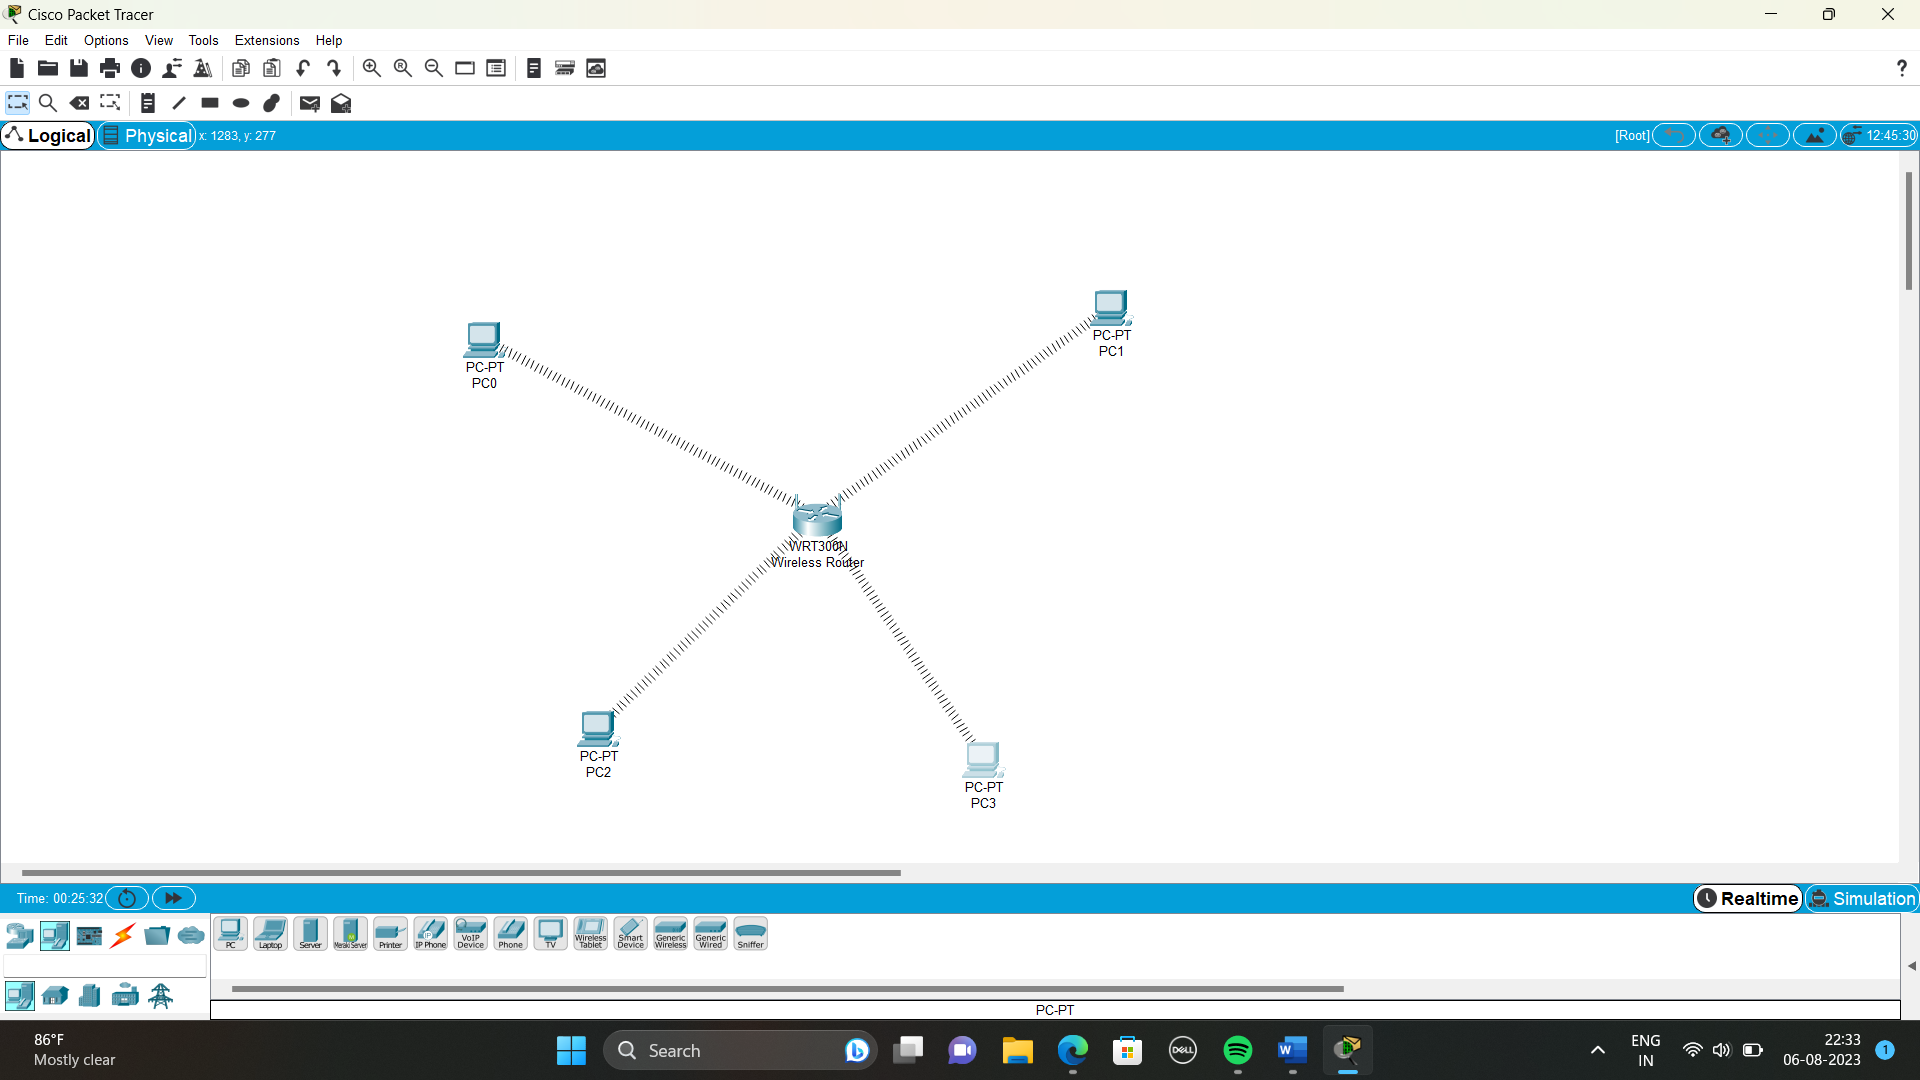 Cisco Packet Tracer
File Edit Options View Tools Extensions Help
?
Logical Physical x: 1283, y: 277 [Root] 12:45:30
PC-PT
PC1
PC-PT
PC0
WRT300N
Wireless Router
PC-PT
PC2
PC-PT
PC3
Time: 00:25:32 Realtime Simulation
PC Laptop Server Meraki Server Printer IP Phone VoIP Device Phone TV Wireless Tablet Smart Device Generic Wireless Generic Wired Sniffer
PC-PT
86°F
Mostly clear
Search
DELL
W
ENG
IN
22:33
06-08-2023
1